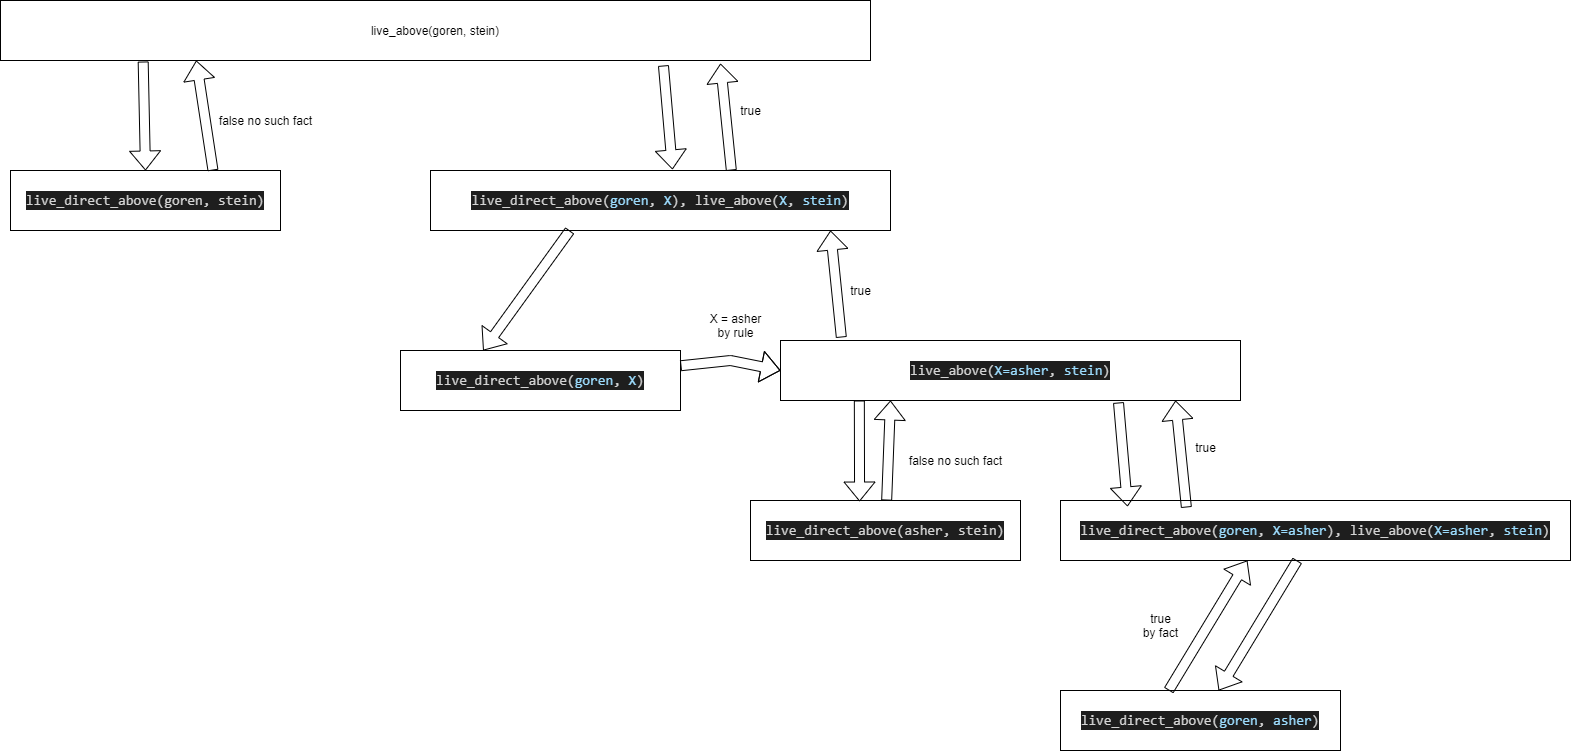 live_above(goren, stein)
false no such fact
true
live_direct_above(goren, stein)
live_direct_above(goren, X), live_above(X, stein)
true
X = asher
by rule
live_direct_above(goren, X)
live_above(X=asher, stein)
false no such fact
true
live_direct_above(asher, stein)
live_direct_above(goren, X=asher), live_above(X=asher, stein)
true
by fact
live_direct_above(goren, asher)